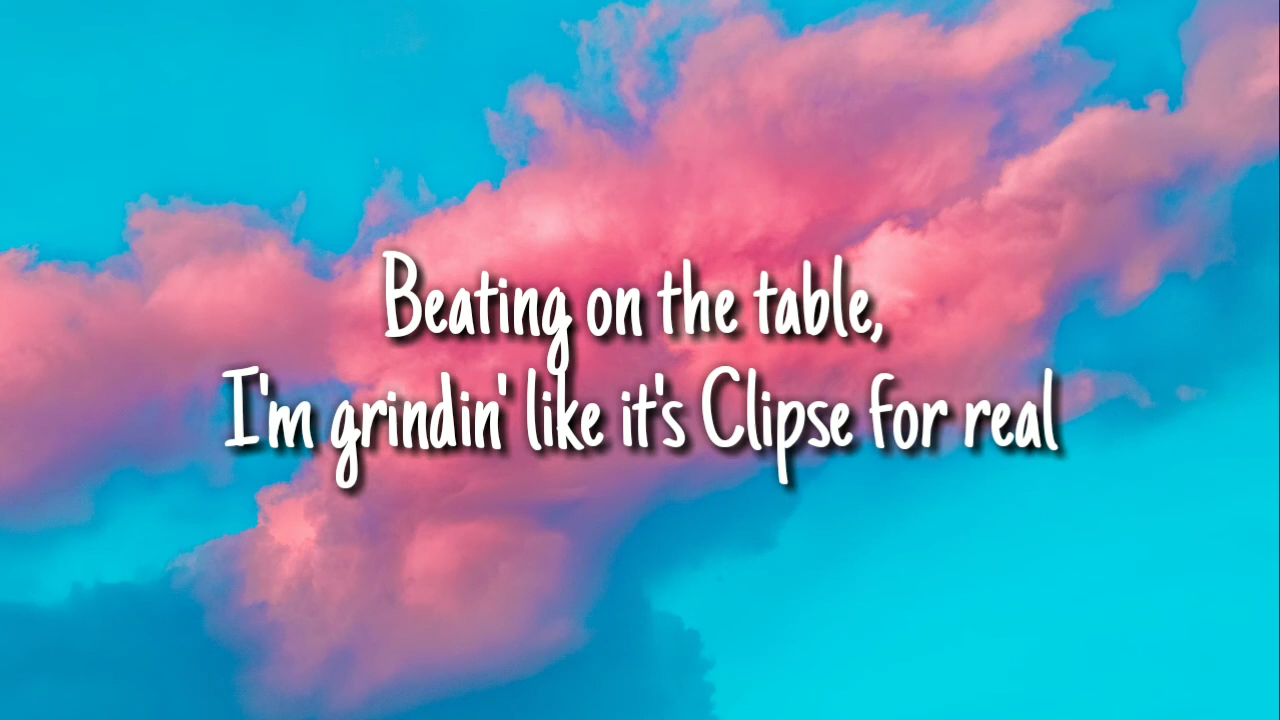 Beating on the table,
I'm grindin' like it's Clipse for real